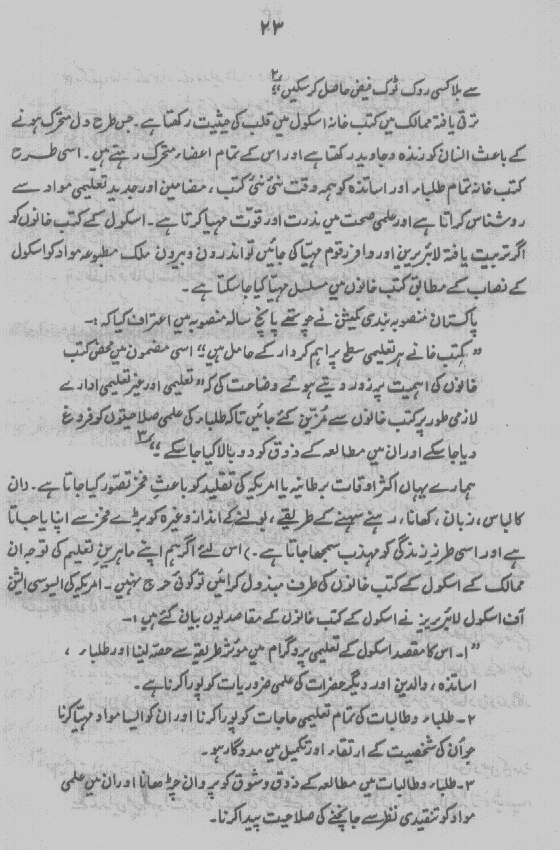 ۲۳
سے بلا کسی روک ٹوک فیض حاصل کر سکیں۲؎“
ترقی یافتہ ممالک میں کتب خانہ اسکول میں قلب کی حیثیت رکھتا ہے۔ جس طرح دل متحرک ہونے
کے باعث انسان کو زندہ و جاوید رکھتا ہے اور اس کے تمام اعضاء متحرک رہتے ہیں۔ اسی طرح
کتب خانہ تمام طلباء اور اساتذہ کو ہمہ وقت نئی نئی کتب، مضامین اور جدید تعلیمی مواد سے
روشناس کراتا ہے اور علمی صحت میں ندرت اور قوّت مہیا کرتا ہے۔ اسکول کے کتب خانوں کو
اگر تربیت یافتہ لائبریرین اور وافر رقوم مہیّا کی جائیں تو اندرون و بیرون ملک مطبوعہ مواد کو اسکول
کے نصاب کے مطابق کتب خانوں میں مسلسل مہیّا کیا جا سکتا ہے۔
پاکستان منصوبہ بندی کمیشن نے چوتھے پانچ سالہ منصوبہ میں اعتراف کیا کہ :۔
”کتب خانے ہر تعلیمی سطح پر اہم کردار کے حامل ہیں“ اسی مضمون میں محض کتب
خانوں کی اہمیت پر زور دیتے ہوئے وضاحت کی کہ ”تعلیمی اور غیر تعلیمی ادارے
لازمی طور پر کتب خانوں سے مُزیّن کئے جائیں تاکہ طلباء کی علمی صلاحیتوں کو فروغ
دیا جا سکے اور ان میں مطالعہ کے ذوق کو دوبالا کیا جا سکے۳؎“
ہمارے یہاں اکثر اوقات برطانیہ یا امریکہ کی تقلید کو باعثِ فخر تصوّر کیا جاتا ہے۔ (ان
کا لباس، زبان، کھانا، رہنے سہنے کے طریقے، بولنے کے انداز وغیرہ کو بڑے فخر سے اپنایا جاتا
ہے اور اسی طرزِ زندگی کو مہذب سمجھا جاتا ہے۔) اس لئے اگر ہم اپنے ماہرینِ تعلیم کی توجہ ان
ممالک کے اسکول کے کتب خانوں کی طرف مبذول کرائیں تو کوئی حرج نہیں۔ امریکہ کی ایسوسی ایشن
آف اسکول لائبریریز نے اسکول کے کتب خانوں کے مقاصد یوں بیان کئے ہیں :۔
”۱۔ اس کا مقصد اسکول کے تعلیمی پروگرام میں موثر طریقہ سے حصہ لینا اور طلباء،
اساتذہ، والدین اور دیگر حضرات کی علمی ضروریات کو پورا کرنا ہے۔
۲۔ طلباء و طالبات کی تمام تعلیمی حاجات کو پورا کرنا اور ان کو ایسا مواد مہیّا کرنا
جو اُن کی شخصیت کے ارتقاء اور تکمیل میں مددگار ہو۔
۳۔ طلباء و طالبات میں مطالعہ کے ذوق و شوق کو پروان چڑھانا اور ان میں علمی
مواد کو تنقیدی نظر سے جانچنے کی صلاحیت پیدا کرنا۔